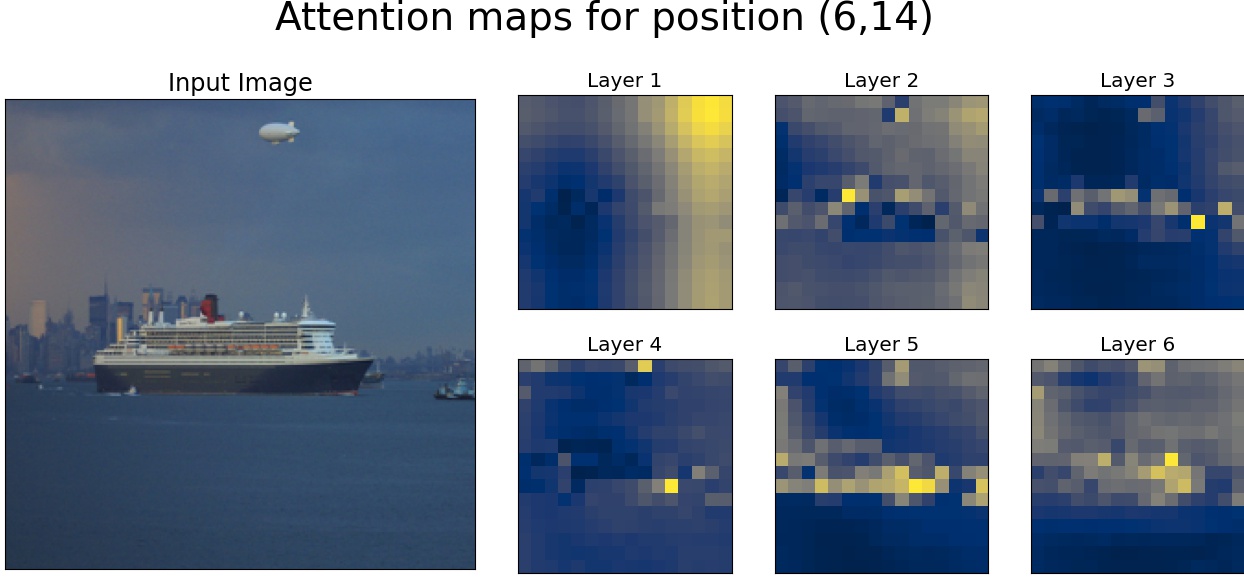 Attention maps for position (6,14)
Input Image
Layer 1
Layer 2
Layer 3
Layer 4
Layer 5
Layer 6